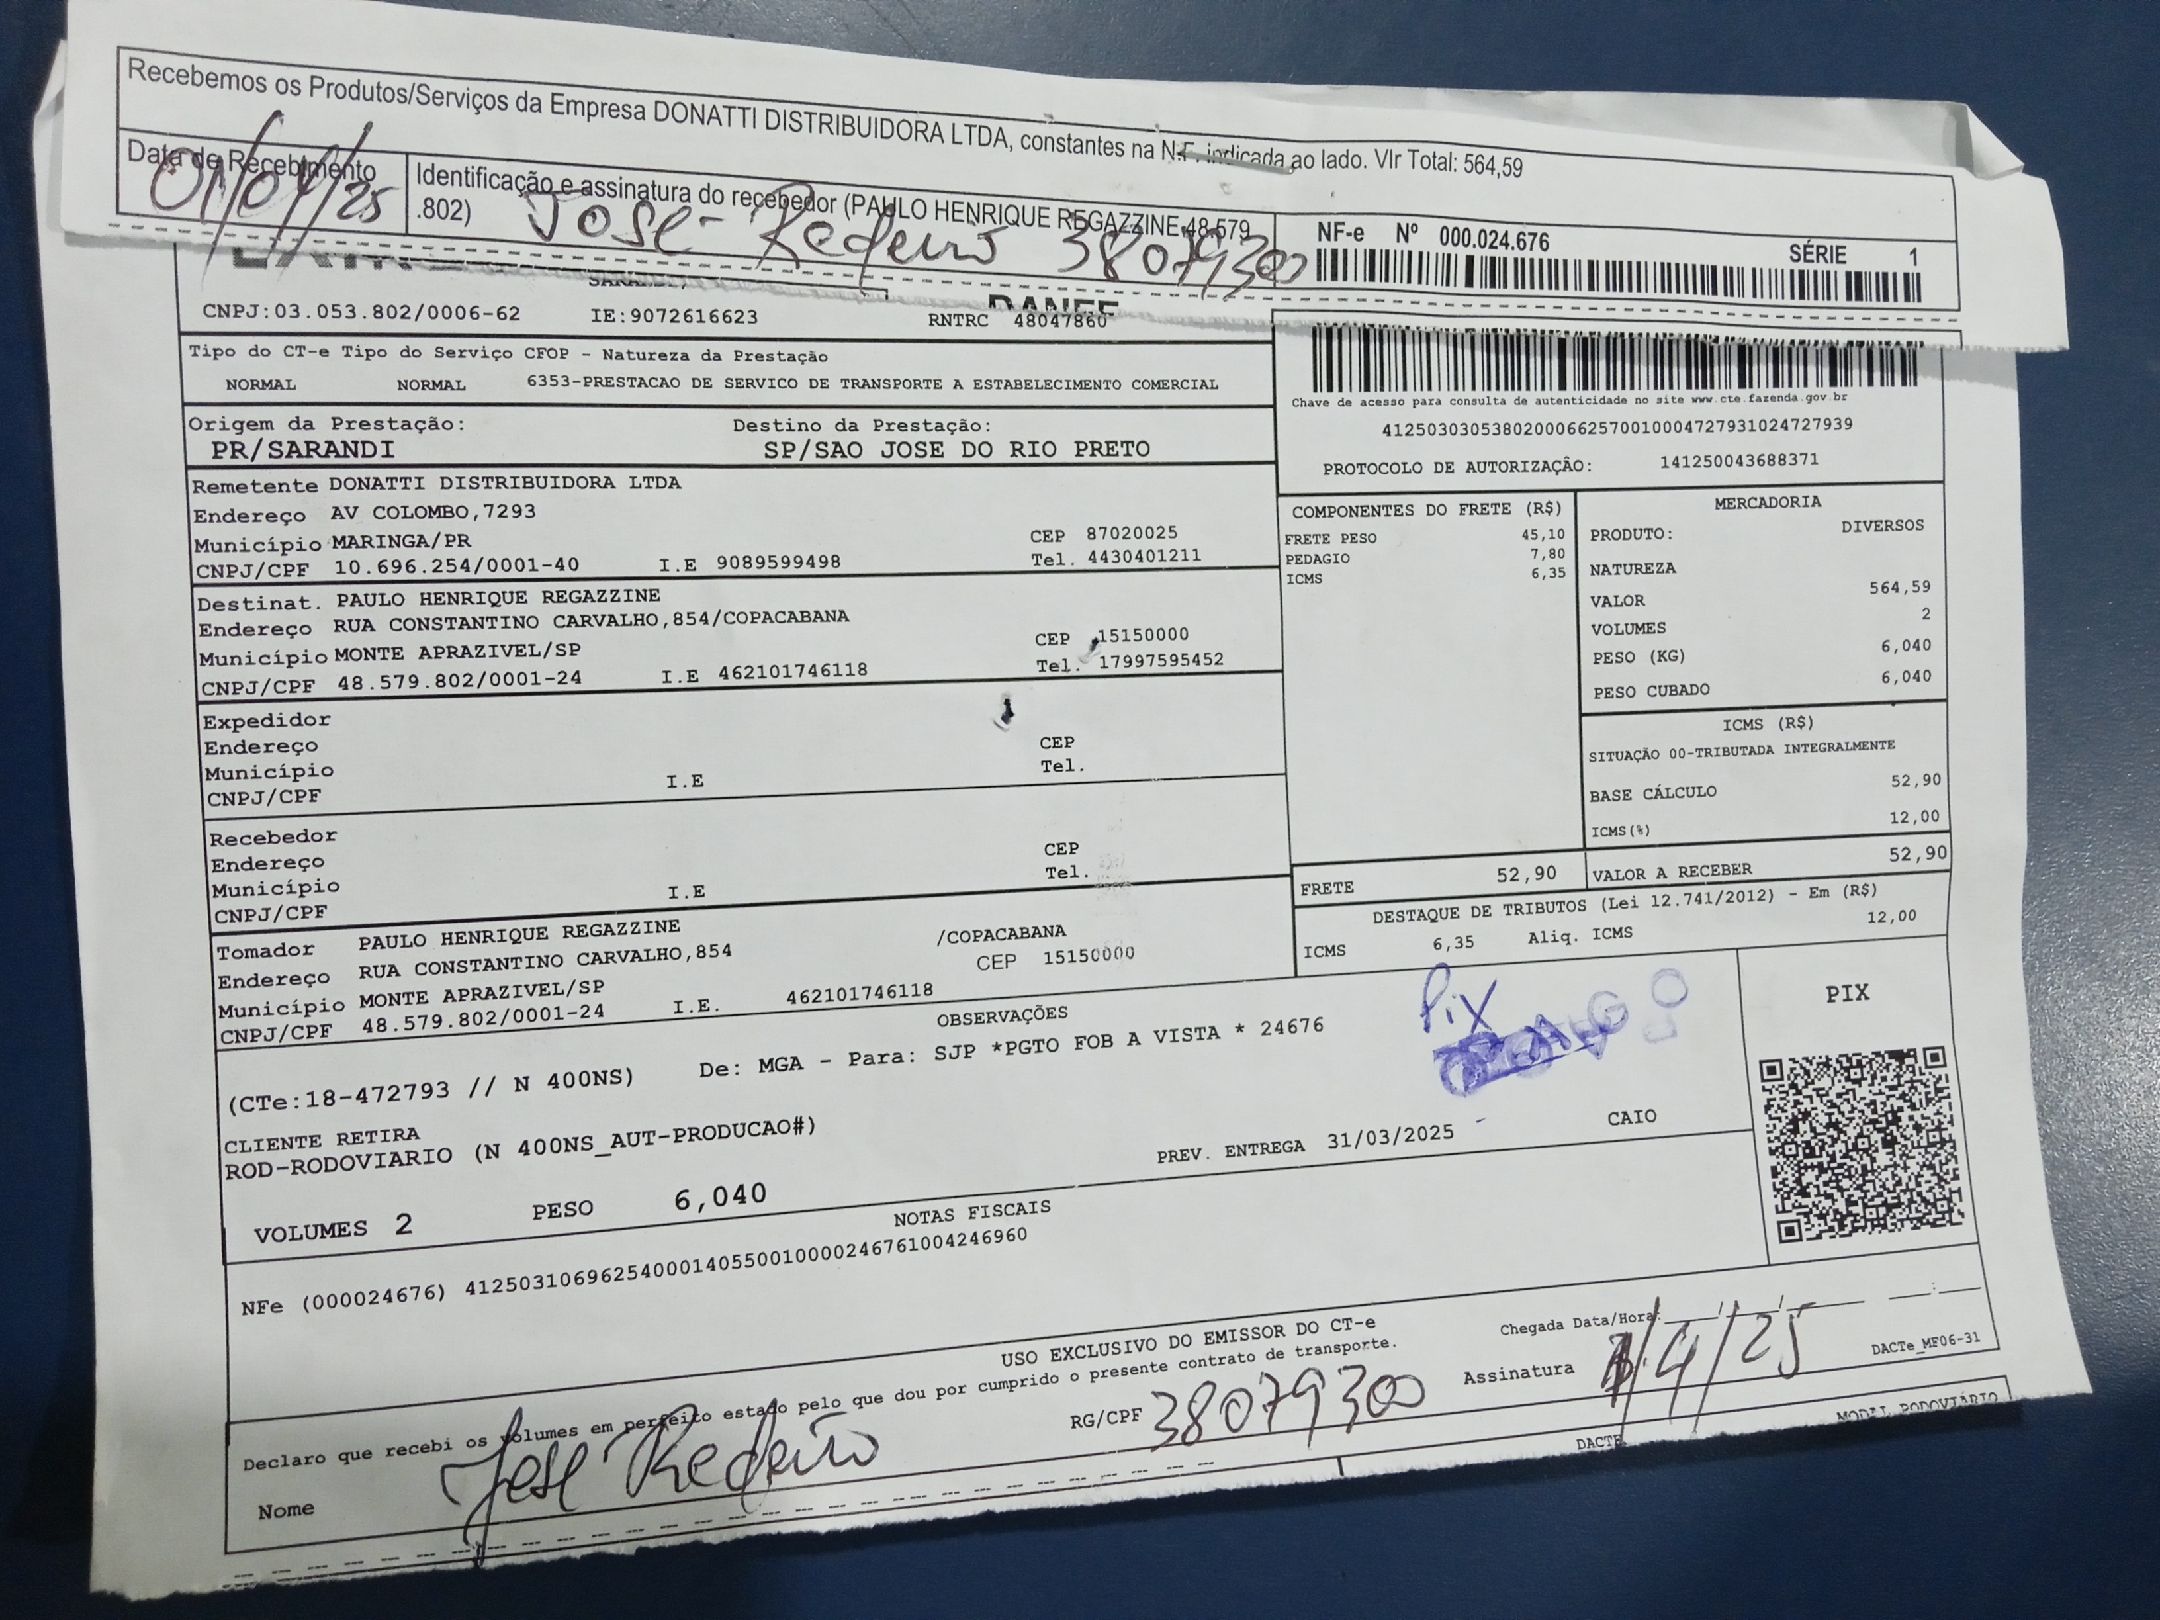 Recebemos os Produtos/Serviços da Empresa DONATTI DISTRIBUIDORA LTDA, constantes na N.F. indicada ao lado. Vlr Total: 564,59
Data de Recebimento
01/04/25
Identificação e assinatura do recebedor (PAULO HENRIQUE REGAZZINE 48.579
.802)
Jose 38079300
NF-e Nº 000.024.676
SÉRIE 1
DANFE
CNPJ:03.053.802/0006-62 IE:9072616623 RNTRC 48047860
Tipo do CT-e Tipo do Serviço CFOP - Natureza da Prestação
NORMAL NORMAL 6353-PRESTACAO DE SERVICO DE TRANSPORTE A ESTABELECIMENTO COMERCIAL
Chave de acesso para consulta de autenticidade no site www.cte.fazenda.gov.br
41250303053802000662570010004727931024727939
PROTOCOLO DE AUTORIZAÇÃO: 141250043688371
Origem da Prestação: Destino da Prestação:
PR/SARANDI SP/SAO JOSE DO RIO PRETO
Remetente DONATTI DISTRIBUIDORA LTDA
Endereço AV COLOMBO,7293
Município MARINGA/PR CEP 87020025
CNPJ/CPF 10.696.254/0001-40 I.E 9089599498 Tel. 4430401211
Destinat. PAULO HENRIQUE REGAZZINE
Endereço RUA CONSTANTINO CARVALHO,854/COPACABANA
Município MONTE APRAZIVEL/SP CEP 15150000
CNPJ/CPF 48.579.802/0001-24 I.E 462101746118 Tel. 17997595452
Expedidor
Endereço
Município CEP
CNPJ/CPF I.E Tel.
Recebedor
Endereço
Município CEP
CNPJ/CPF I.E Tel.
Tomador PAULO HENRIQUE REGAZZINE
Endereço RUA CONSTANTINO CARVALHO,854 /COPACABANA
Município MONTE APRAZIVEL/SP CEP 15150000
CNPJ/CPF 48.579.802/0001-24 I.E. 462101746118
COMPONENTES DO FRETE (R$)
FRETE PESO 45,10
PEDAGIO 7,80
ICMS 6,35
MERCADORIA
PRODUTO: DIVERSOS
NATUREZA
VALOR 564,59
VOLUMES 2
PESO (KG) 6,040
PESO CUBADO 6,040
ICMS (R$)
SITUAÇÃO 00-TRIBUTADA INTEGRALMENTE
BASE CÁLCULO 52,90
ICMS(%) 12,00
FRETE 52,90
VALOR A RECEBER 52,90
DESTAQUE DE TRIBUTOS (Lei 12.741/2012) - Em (R$)
ICMS 6,35 Aliq. ICMS 12,00
OBSERVAÇÕES
(CTe:18-472793 // N 400NS) De: MGA - Para: SJP *PGTO FOB A VISTA * 24676
Pix
CLIENTE RETIRA
ROD-RODOVIARIO (N 400NS_AUT-PRODUCAO#)
PREV. ENTREGA 31/03/2025 CAIO
VOLUMES 2 PESO 6,040
PIX
NOTAS FISCAIS
NFe (000024676) 41250310696254000140550010000246761004246960
USO EXCLUSIVO DO EMISSOR DO CT-e
Declaro que recebi os volumes em perfeito estado pelo que dou por cumprido o presente contrato de transporte.
Chegada Data/Hora:
Nome Jose
RG/CPF 38079300
Assinatura 1/4/25
DACTe_MF06-31
DACTE
MODAL RODOVIÁRIO